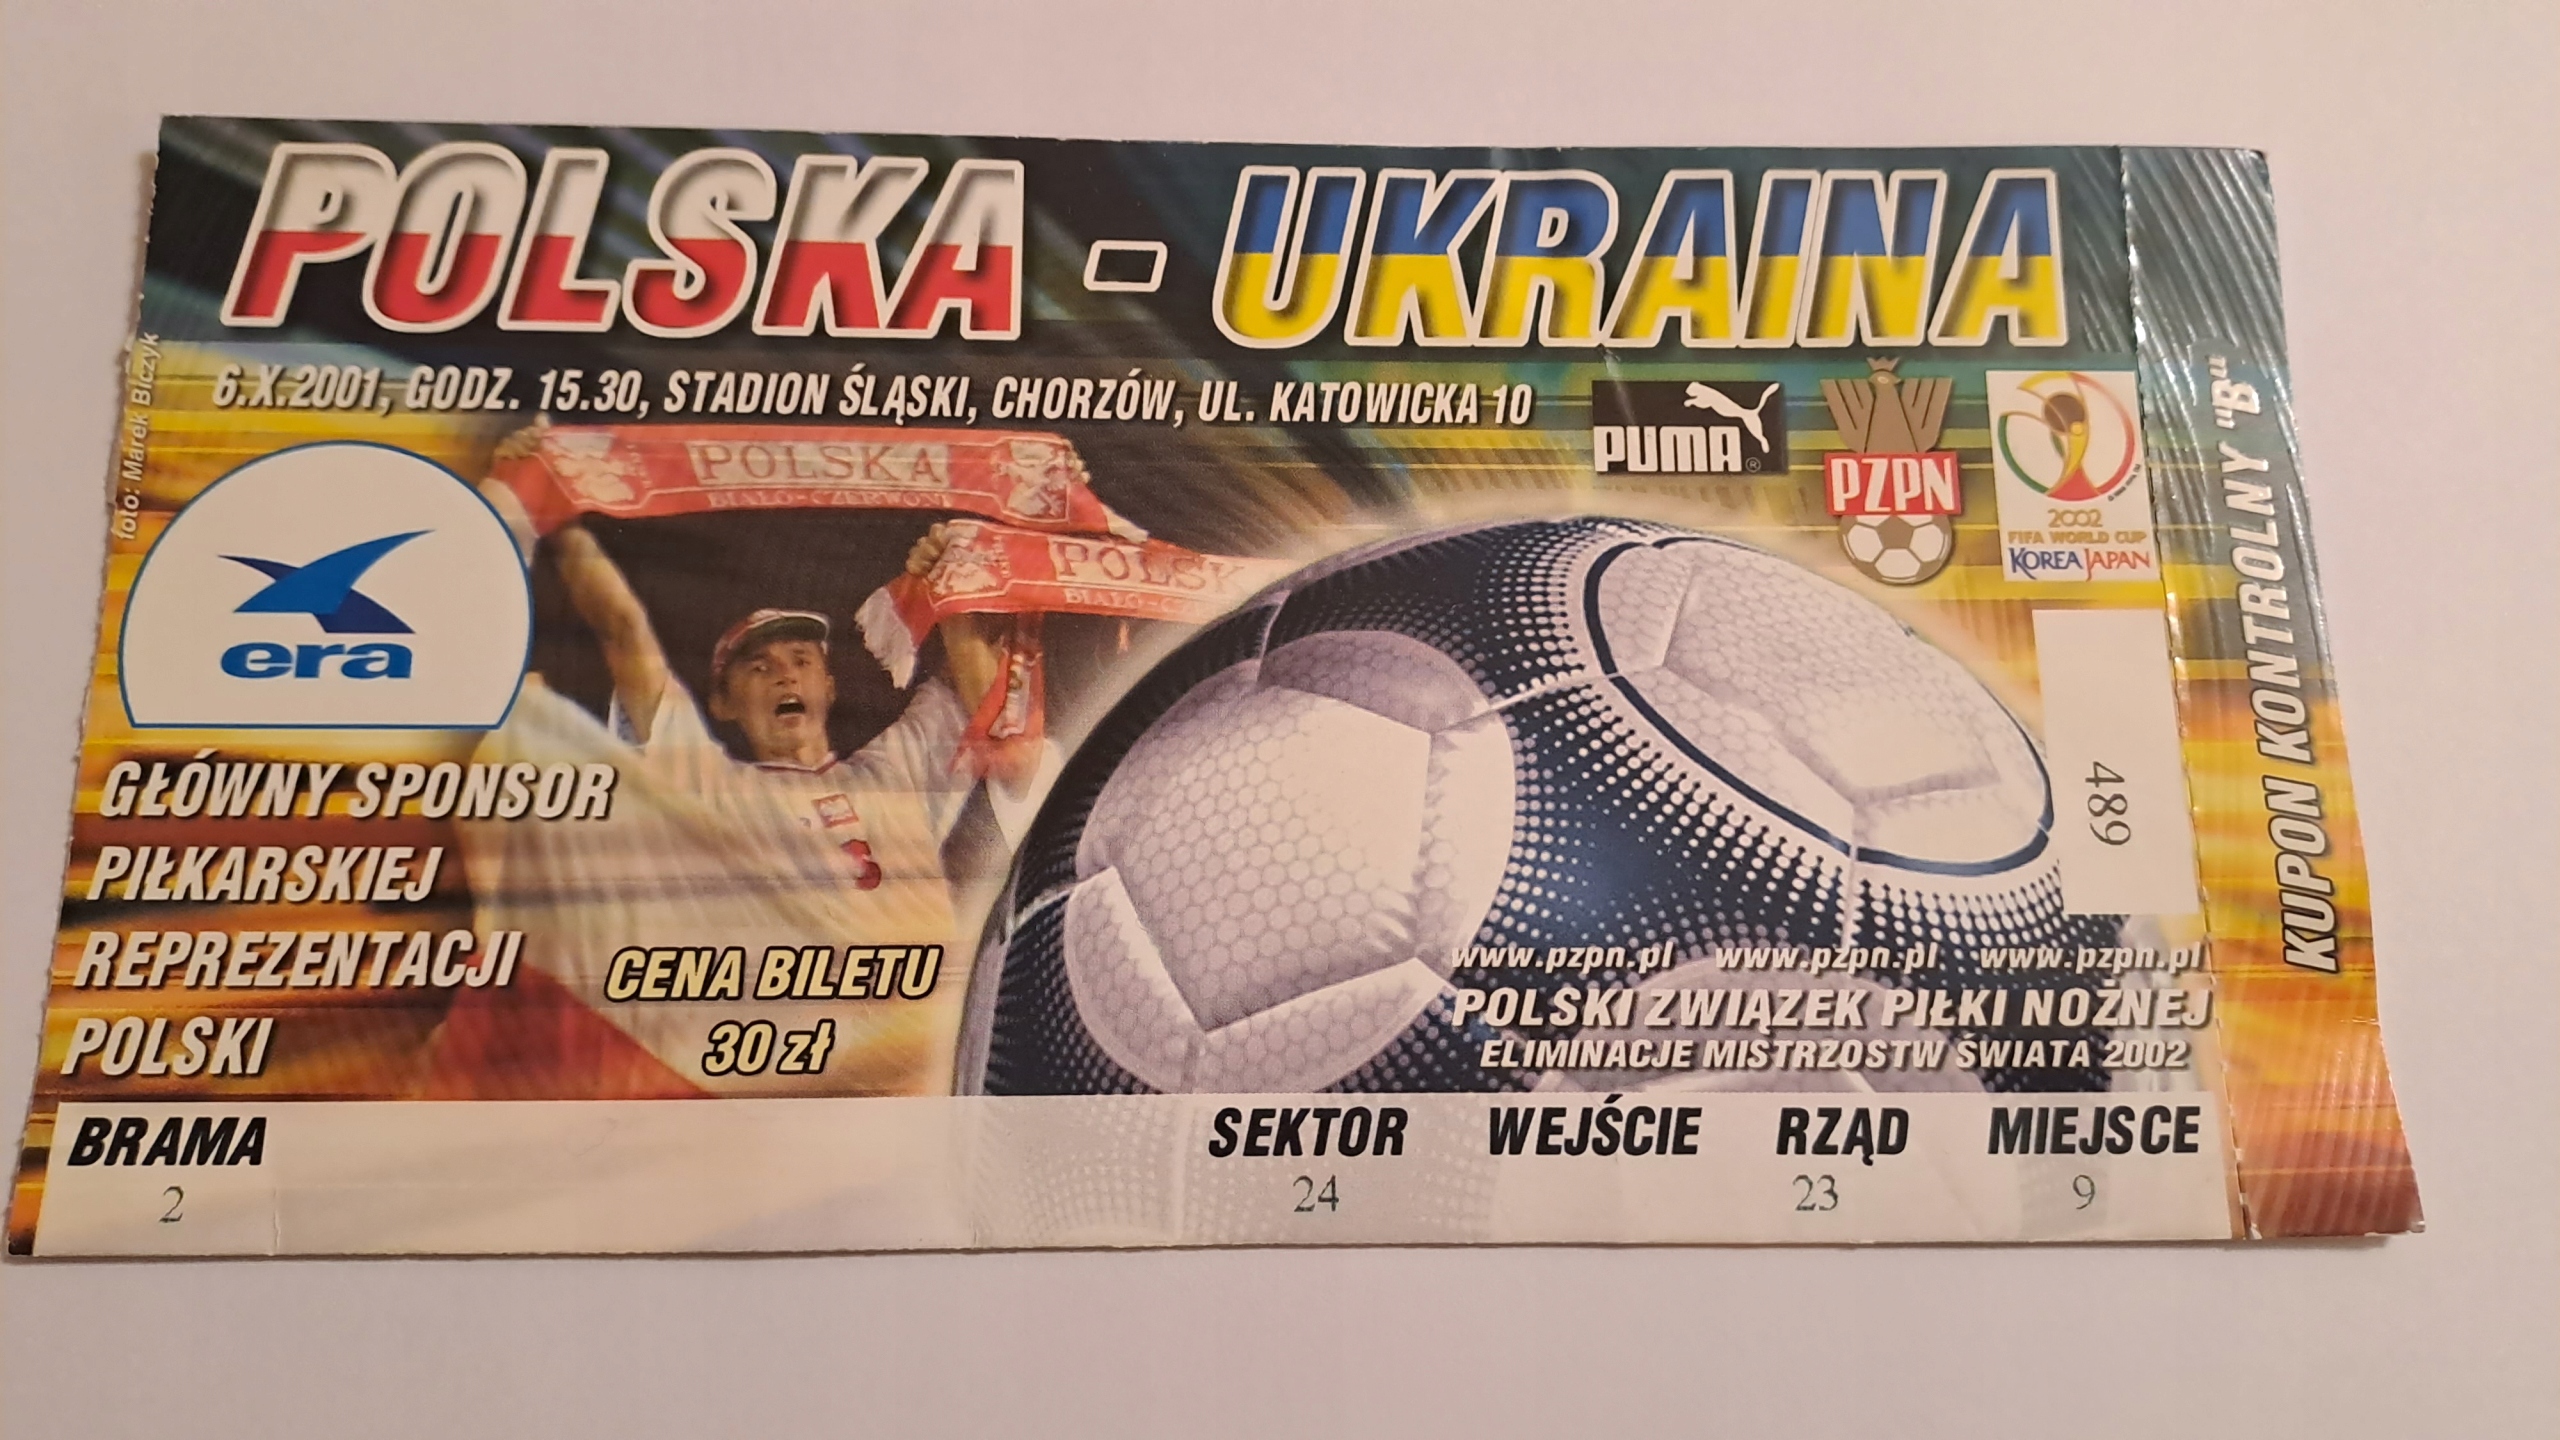 POLSKA - UKRAINA
6.X.2001, GODZ. 15.30, STADION ŚLĄSKI, CHORZÓW, UL. KATOWICKA 10
PUMA
PZPN
2002
FIFA WORLD CUP
KOREA JAPAN
foto: Marek Biczyk
era
POLSKA
BIAŁO-CZERWONI
POLSK
GŁÓWNY SPONSOR
PIŁKARSKIEJ
REPREZENTACJI
POLSKI
CENA BILETU
30 zł
489
KUPON KONTROLNY "B"
www.pzpn.pl www.pzpn.pl www.pzpn.pl
POLSKI ZWIĄZEK PIŁKI NOŻNEJ
ELIMINACJE MISTRZOSTW ŚWIATA 2002
BRAMA SEKTOR WEJŚCIE RZĄD MIEJSCE
2 24 23 9